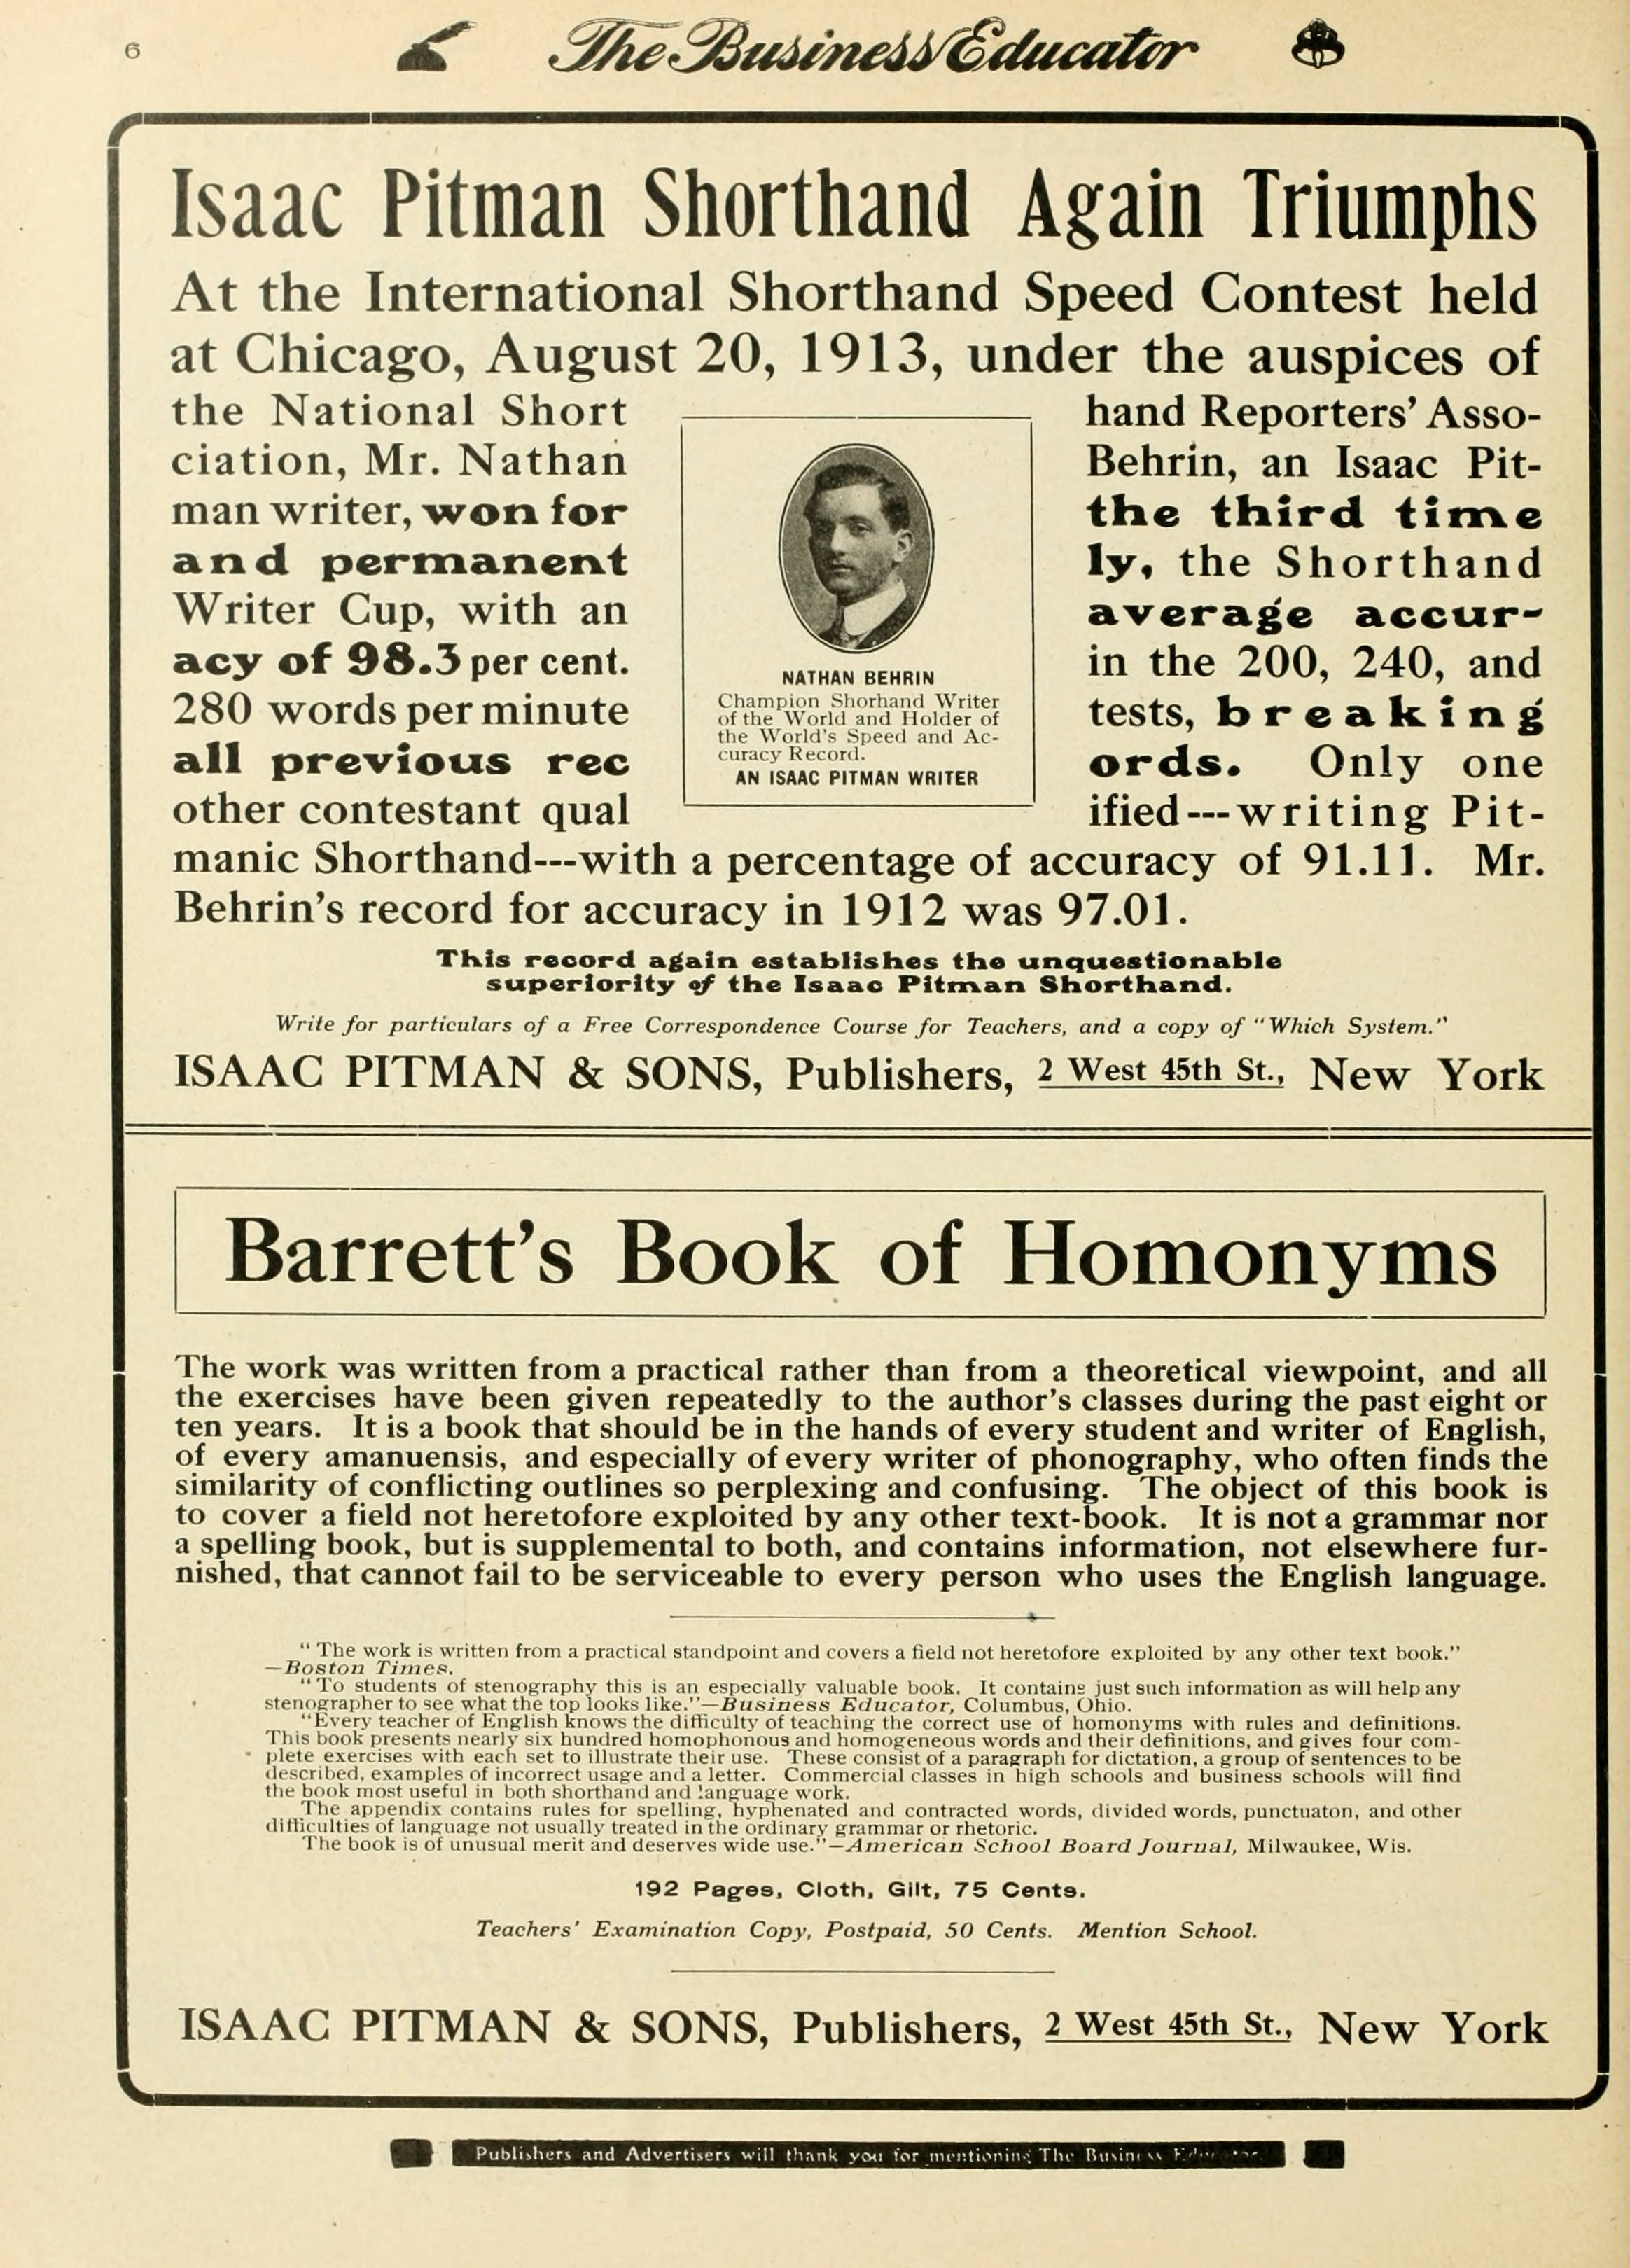 6
The Business Educator
Isaac Pitman Shorthand Again Triumphs
At the International Shorthand Speed Contest held
at Chicago, August 20, 1913, under the auspices of
the National Short hand Reporters' Asso-
ciation, Mr. Nathan Behrin, an Isaac Pit-
man writer, won for the third time
and permanent ly, the Shorthand
Writer Cup, with an average accur-
acy of 98.3 per cent. in the 200, 240, and
280 words per minute tests, breaking
all previous rec ords. Only one
other contestant qual ified---writing Pit-
manic Shorthand---with a percentage of accuracy of 91.11. Mr.
Behrin's record for accuracy in 1912 was 97.01.
NATHAN BEHRIN
Champion Shorhand Writer
of the World and Holder of
the World's Speed and Ac-
curacy Record.
AN ISAAC PITMAN WRITER
This record again establishes the unquestionable
superiority of the Isaac Pitman Shorthand.
Write for particulars of a Free Correspondence Course for Teachers, and a copy of "Which System."
ISAAC PITMAN & SONS, Publishers, 2 West 45th St., New York
Barrett's Book of Homonyms
The work was written from a practical rather than from a theoretical viewpoint, and all
the exercises have been given repeatedly to the author's classes during the past eight or
ten years. It is a book that should be in the hands of every student and writer of English,
of every amanuensis, and especially of every writer of phonography, who often finds the
similarity of conflicting outlines so perplexing and confusing. The object of this book is
to cover a field not heretofore exploited by any other text-book. It is not a grammar nor
a spelling book, but is supplemental to both, and contains information, not elsewhere fur-
nished, that cannot fail to be serviceable to every person who uses the English language.
"The work is written from a practical standpoint and covers a field not heretofore exploited by any other text book."
—Boston Times.
"To students of stenography this is an especially valuable book. It contains just such information as will help any
stenographer to see what the top looks like."—Business Educator, Columbus, Ohio.
"Every teacher of English knows the difficulty of teaching the correct use of homonyms with rules and definitions.
This book presents nearly six hundred homophonous and homogeneous words and their definitions, and gives four com-
plete exercises with each set to illustrate their use. These consist of a paragraph for dictation, a group of sentences to be
described, examples of incorrect usage and a letter. Commercial classes in high schools and business schools will find
the book most useful in both shorthand and language work.
The appendix contains rules for spelling, hyphenated and contracted words, divided words, punctuaton, and other
difficulties of language not usually treated in the ordinary grammar or rhetoric.
The book is of unusual merit and deserves wide use."—American School Board Journal, Milwaukee, Wis.
192 Pages, Cloth, Gilt, 75 Cents.
Teachers' Examination Copy, Postpaid, 50 Cents. Mention School.
ISAAC PITMAN & SONS, Publishers, 2 West 45th St., New York
Publishers and Advertisers will thank you for mentioning The Business